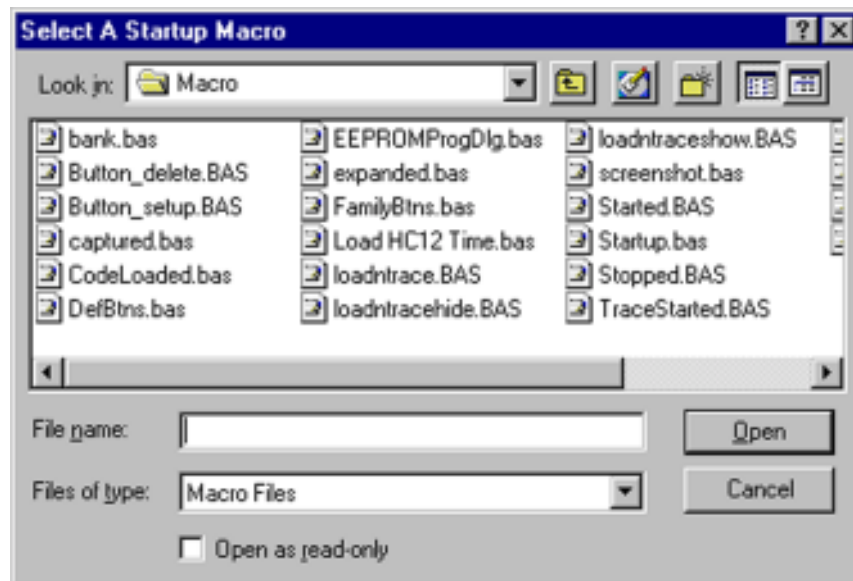 Select A Startup Macro
Look in: Macro
bank.bas
Button_delete.BAS
Button_setup.BAS
captured.bas
CodeLoaded.bas
DefBtns.bas
EEPROMProgDlg.bas
expanded.bas
FamilyBtns.bas
Load HC12 Time.bas
loadntrace.BAS
loadntracehide.BAS
loadntraceshow.BAS
screenshot.bas
Started.BAS
Startup.bas
Stopped.BAS
TraceStarted.BAS
File name:
Open
Files of type: Macro Files
Cancel
Open as read-only